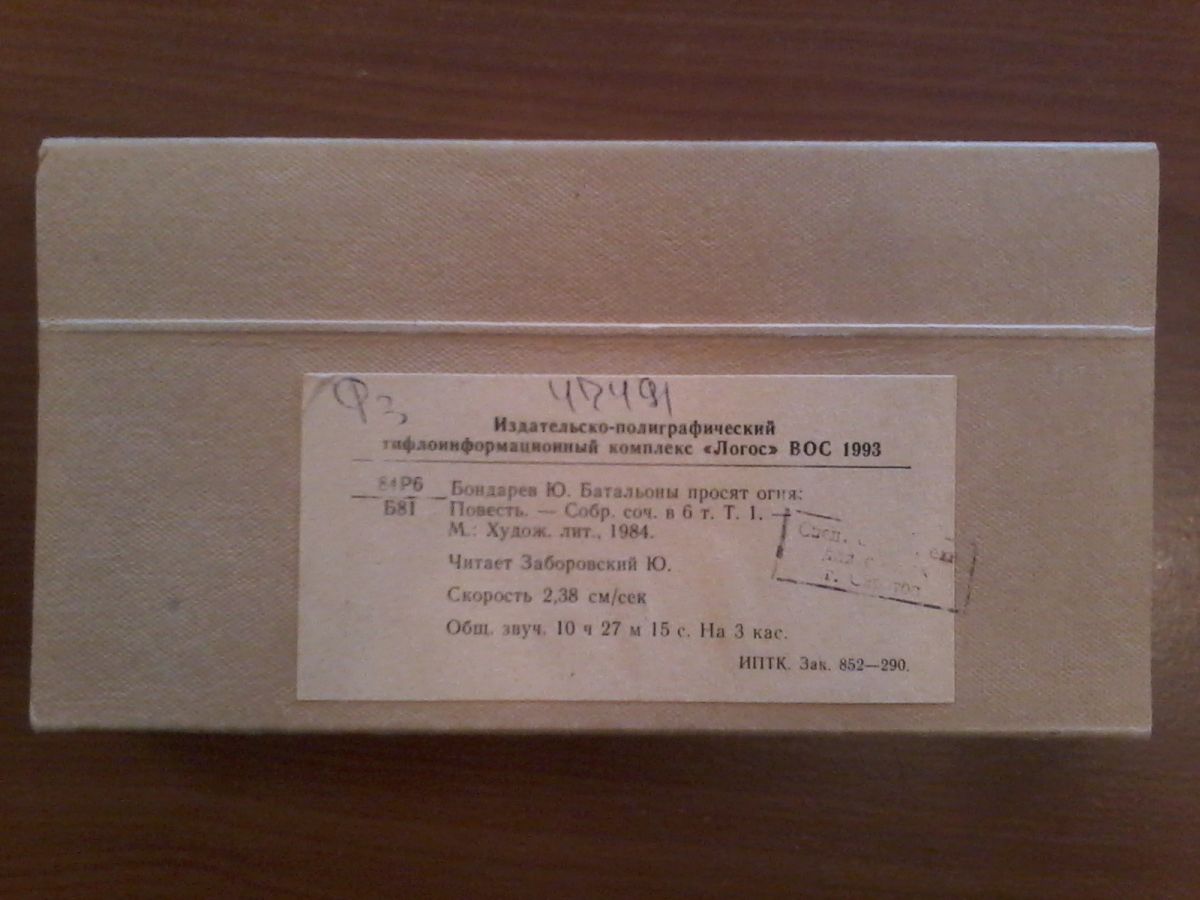 Фз
Издательско-полиграфический
тифлоинформационный комплекс «Логос» ВОС 1993
84Р6 Бондарев Ю. Батальоны просят огня:
Б81 Повесть. — Собр. соч. в 6 т. Т. 1. —
М.: Худож. лит., 1984.
Читает Заборовский Ю.
Скорость 2,38 см/сек
Общ. звуч. 10 ч 27 м 15 с. На 3 кас.
ИПТК. Зак. 852—290.